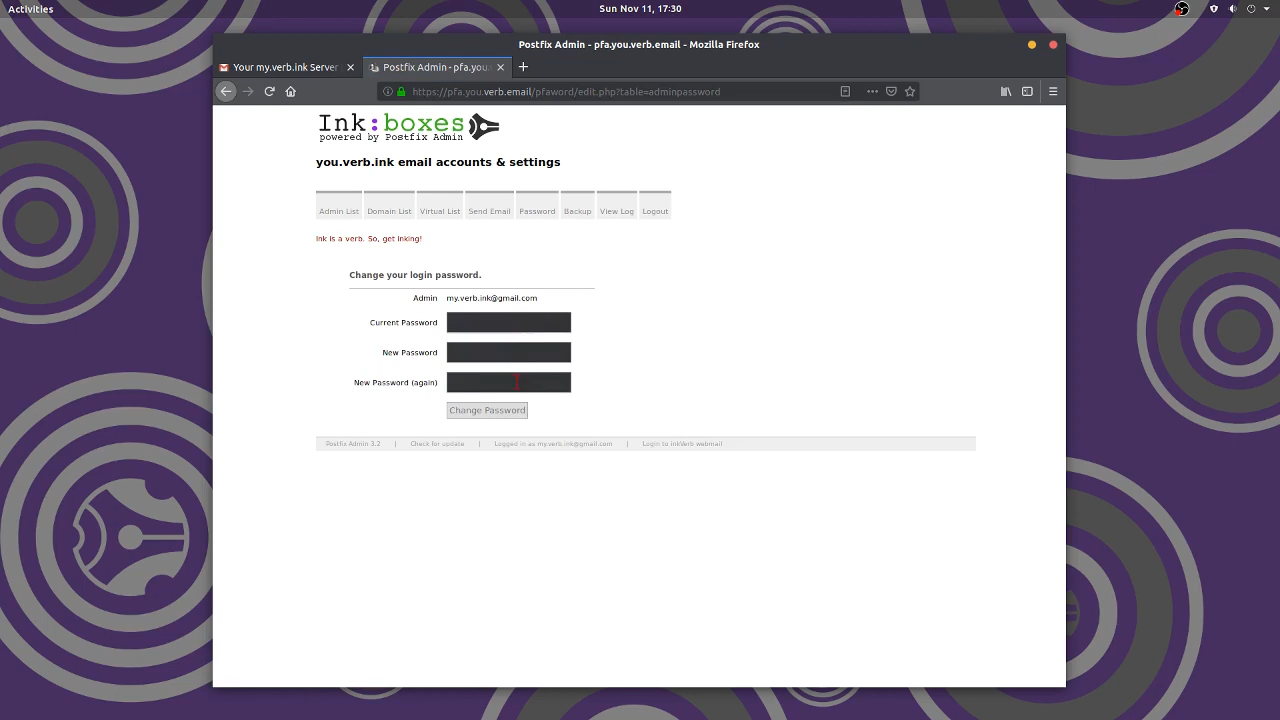 Activities
Sun Nov 11, 17:30
Postfix Admin - pfa.you.verb.email - Mozilla Firefox
Your my.verb.ink Server
Postfix Admin - pfa.you.
https://pfa.you.verb.email/pfaword/edit.php?table=adminpassword
Ink:boxes
powered by Postfix Admin
you.verb.ink email accounts & settings
Admin List
Domain List
Virtual List
Send Email
Password
Backup
View Log
Logout
Ink is a verb. So, get inking!
Change your login password.
Admin my.verb.ink@gmail.com
Current Password
New Password
New Password (again)
Change Password
Postfix Admin 3.2 | Check for update | Logged in as my.verb.ink@gmail.com | Login to inkVerb webmail